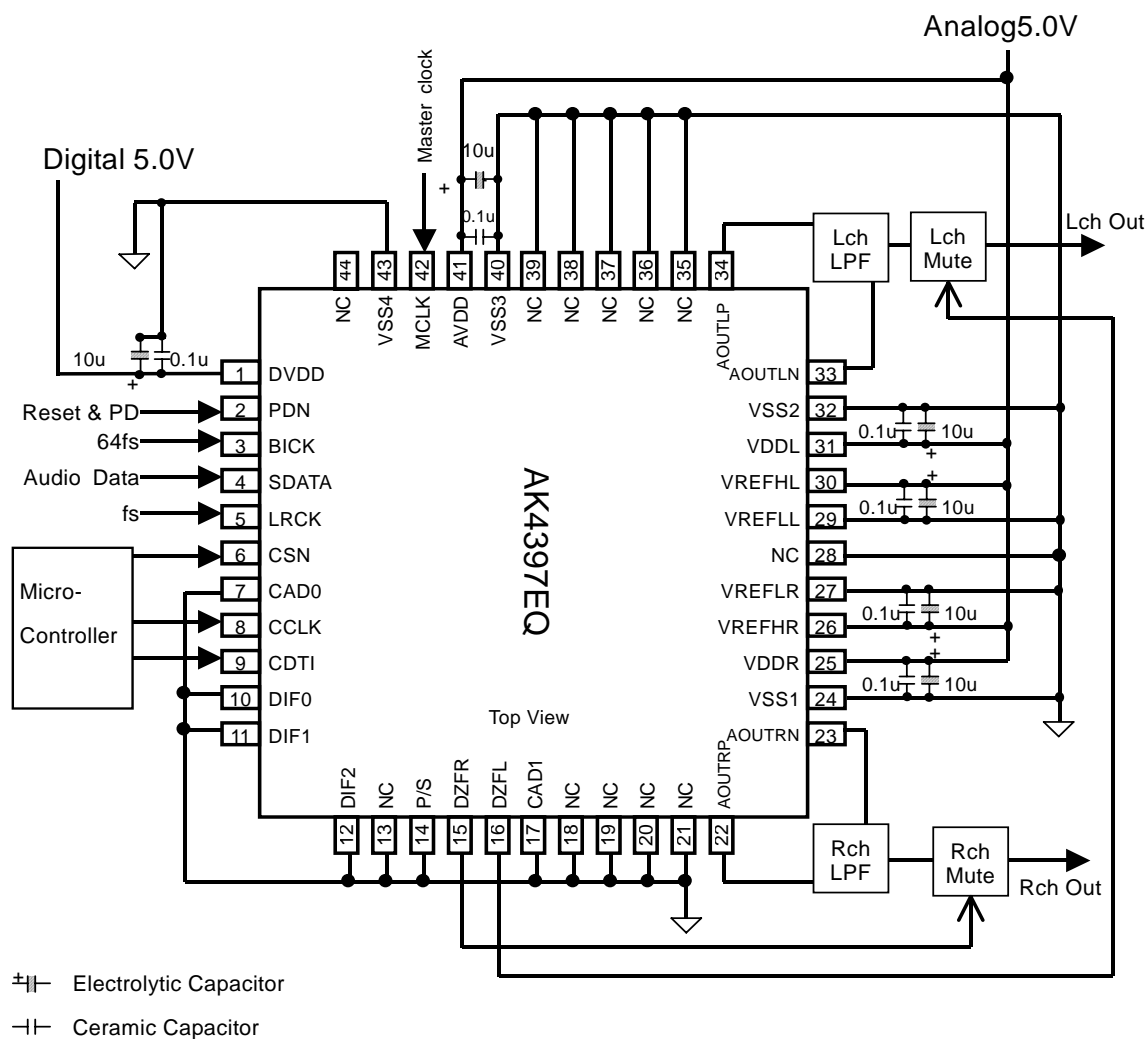 Analog5.0V
Master clock
10u
+
Digital 5.0V
0.1u
Lch
LPF
Lch
Mute
Lch Out
44
43
42
41
40
39
38
37
36
35
34
NC
VSS4
MCLK
AVDD
VSS3
NC
NC
NC
NC
NC
AOUTLP
10u
0.1u
+
1 DVDD
Reset & PD 2 PDN
64fs 3 BICK
Audio Data 4 SDATA
fs 5 LRCK
6 CSN
7 CAD0
8 CCLK
9 CDTI
10 DIF0
11 DIF1
Micro-
Controller
AK4397EQ
Top View
AOUTLN 33
VSS2 32
0.1u 10u
VDDL 31
+
+
VREFHL 30
0.1u 10u
VREFLL 29
NC 28
VREFLR 27
0.1u 10u
VREFHR 26
+
+
VDDR 25
0.1u 10u
VSS1 24
AOUTRN 23
DIF2
NC
P/S
DZFR
DZFL
CAD1
NC
NC
NC
NC
AOUTRP
12
13
14
15
16
17
18
19
20
21
22
Rch
LPF
Rch
Mute
Rch Out
+
Electrolytic Capacitor
Ceramic Capacitor